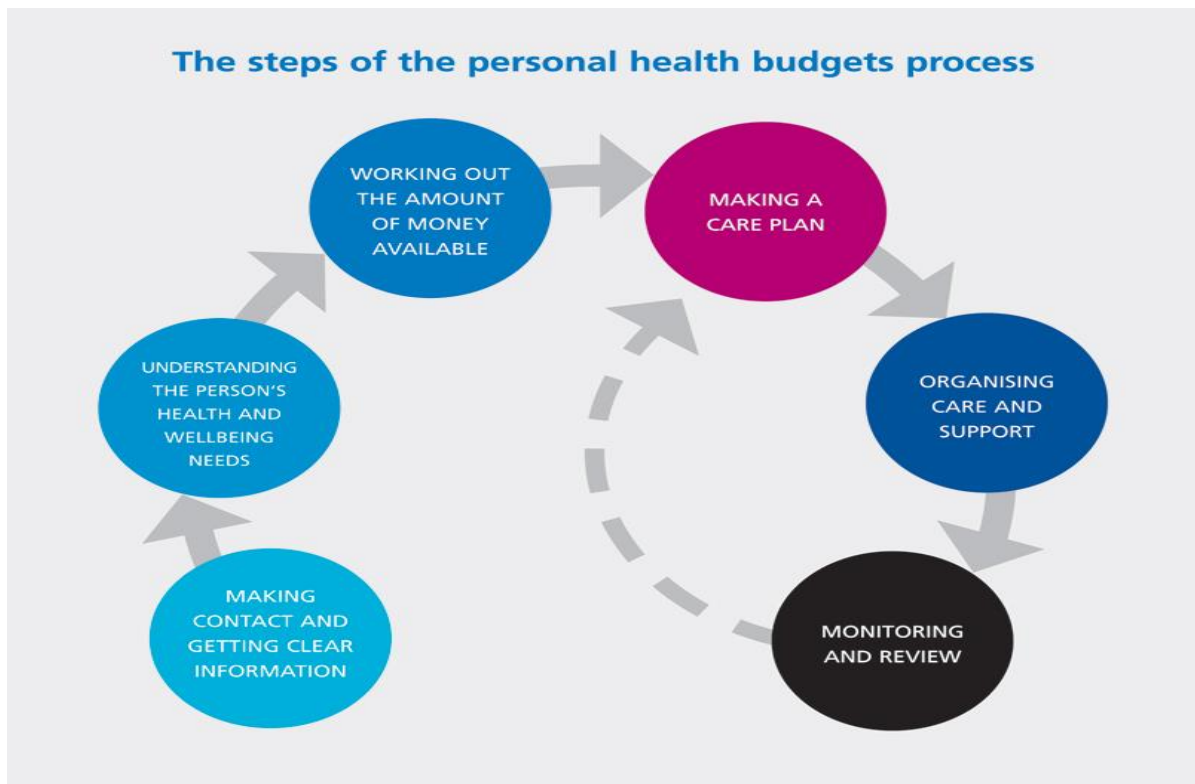 The steps of the personal health budgets process
WORKING OUT
THE AMOUNT
OF MONEY
AVAILABLE
MAKING A
CARE PLAN
UNDERSTANDING
THE PERSON'S
HEALTH AND
WELLBEING
NEEDS
ORGANISING
CARE AND
SUPPORT
MAKING
CONTACT AND
GETTING CLEAR
INFORMATION
MONITORING
AND REVIEW